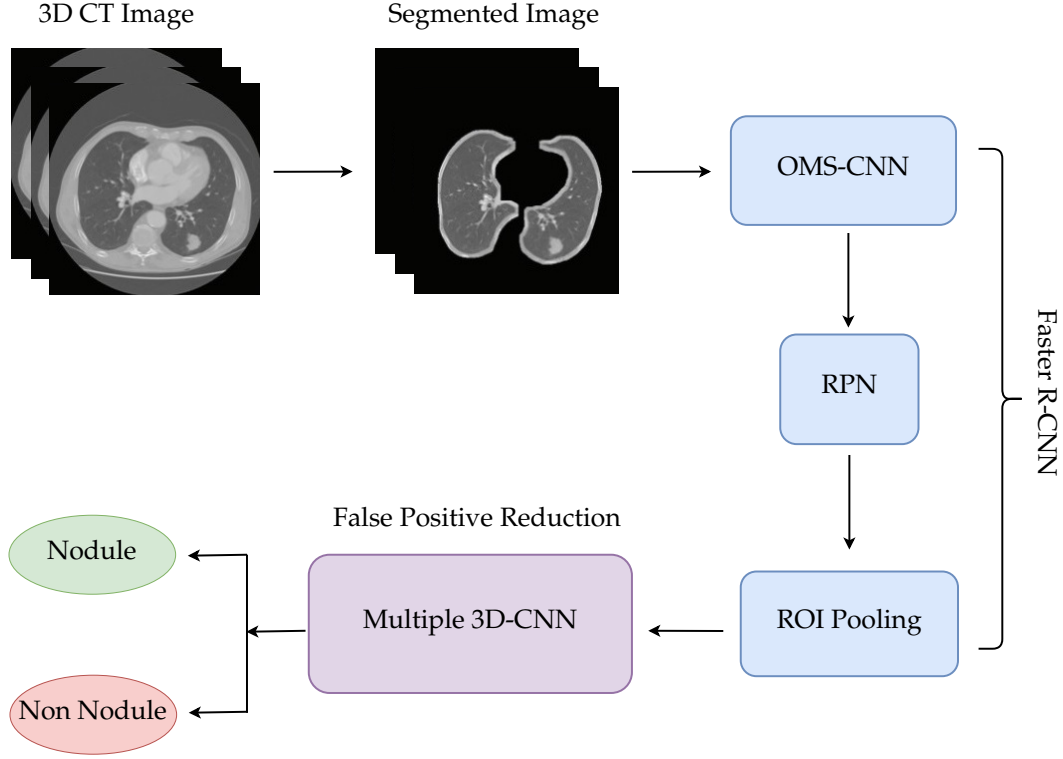 3D CT Image
Segmented Image
OMS-CNN
RPN
Faster R-CNN
False Positive Reduction
Nodule
Multiple 3D-CNN
ROI Pooling
Non Nodule